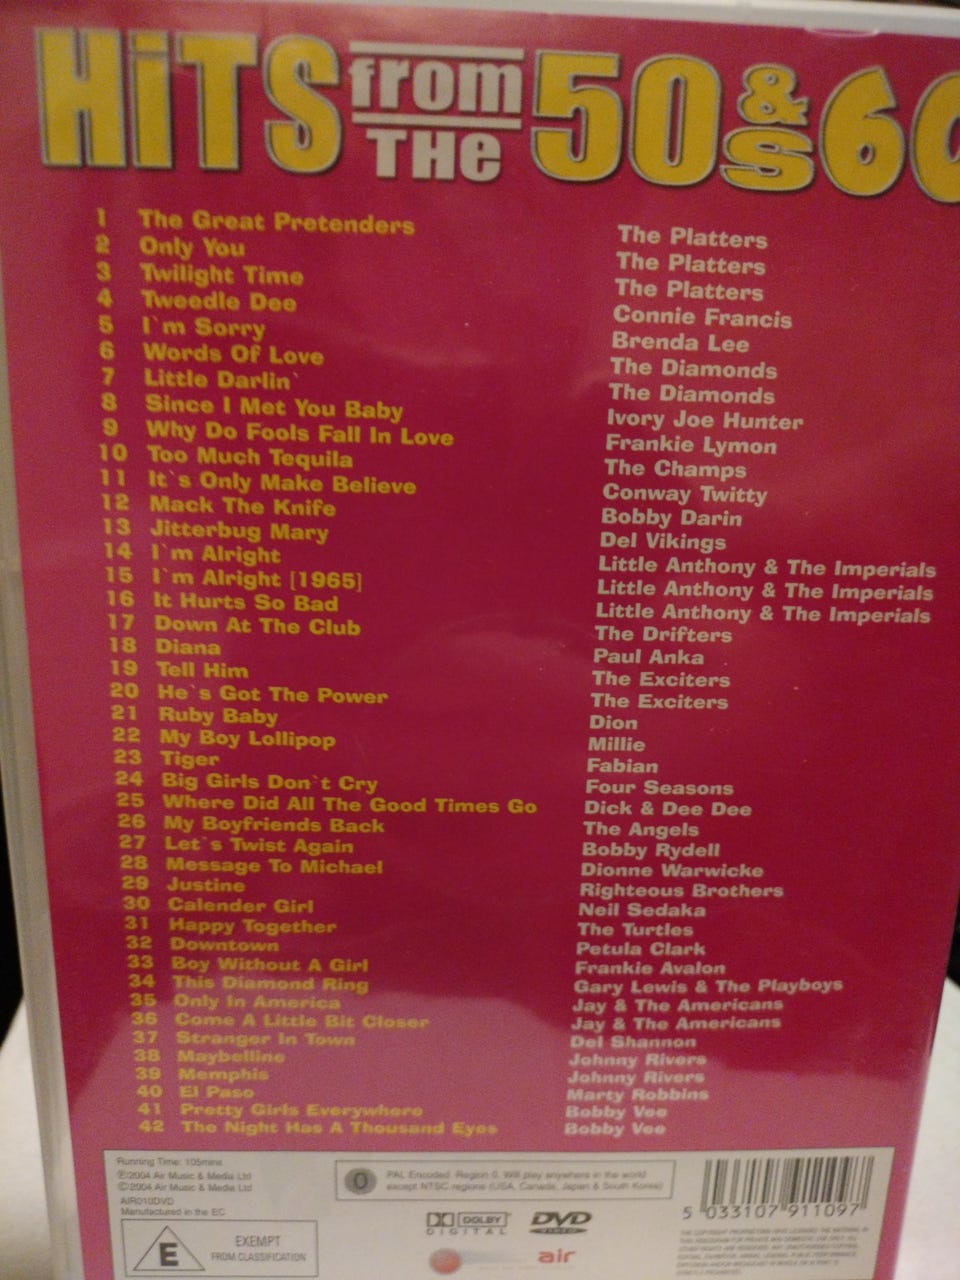 HiTS from THe 50s & 60
1 The Great Pretenders The Platters
2 Only You The Platters
3 Twilight Time The Platters
4 Tweedle Dee Connie Francis
5 I`m Sorry Brenda Lee
6 Words Of Love The Diamonds
7 Little Darlin` The Diamonds
8 Since I Met You Baby Ivory Joe Hunter
9 Why Do Fools Fall In Love Frankie Lymon
10 Too Much Tequila The Champs
11 It`s Only Make Believe Conway Twitty
12 Mack The Knife Bobby Darin
13 Jitterbug Mary Del Vikings
14 I`m Alright Little Anthony & The Imperials
15 I`m Alright [1965] Little Anthony & The Imperials
16 It Hurts So Bad Little Anthony & The Imperials
17 Down At The Club The Drifters
18 Diana Paul Anka
19 Tell Him The Exciters
20 He`s Got The Power The Exciters
21 Ruby Baby Dion
22 My Boy Lollipop Millie
23 Tiger Fabian
24 Big Girls Don`t Cry Four Seasons
25 Where Did All The Good Times Go Dick & Dee Dee
26 My Boyfriends Back The Angels
27 Let`s Twist Again Bobby Rydell
28 Message To Michael Dionne Warwicke
29 Justine Righteous Brothers
30 Calender Girl Neil Sedaka
31 Happy Together The Turtles
32 Downtown Petula Clark
33 Boy Without A Girl Frankie Avalon
34 This Diamond Ring Gary Lewis & The Playboys
35 Only In America Jay & The Americans
36 Come A Little Bit Closer Jay & The Americans
37 Stranger In Town Del Shannon
38 Maybelline Johnny Rivers
39 Memphis Johnny Rivers
40 El Paso Marty Robbins
41 Pretty Girls Everywhere Bobby Vee
42 The Night Has A Thousand Eyes Bobby Vee
Running Time: 105mins
℗2004 Air Music & Media Ltd
©2004 Air Music & Media Ltd
AIR010DVD
Manufactured in the EC
0 PAL Encoded. Region 0. Will play anywhere in the world
except NTSC regions (USA, Canada, Japan & South Korea)
5 033107 911097
E EXEMPT
FROM CLASSIFICATION
DOLBY
DIGITAL
DVD
VIDEO
air